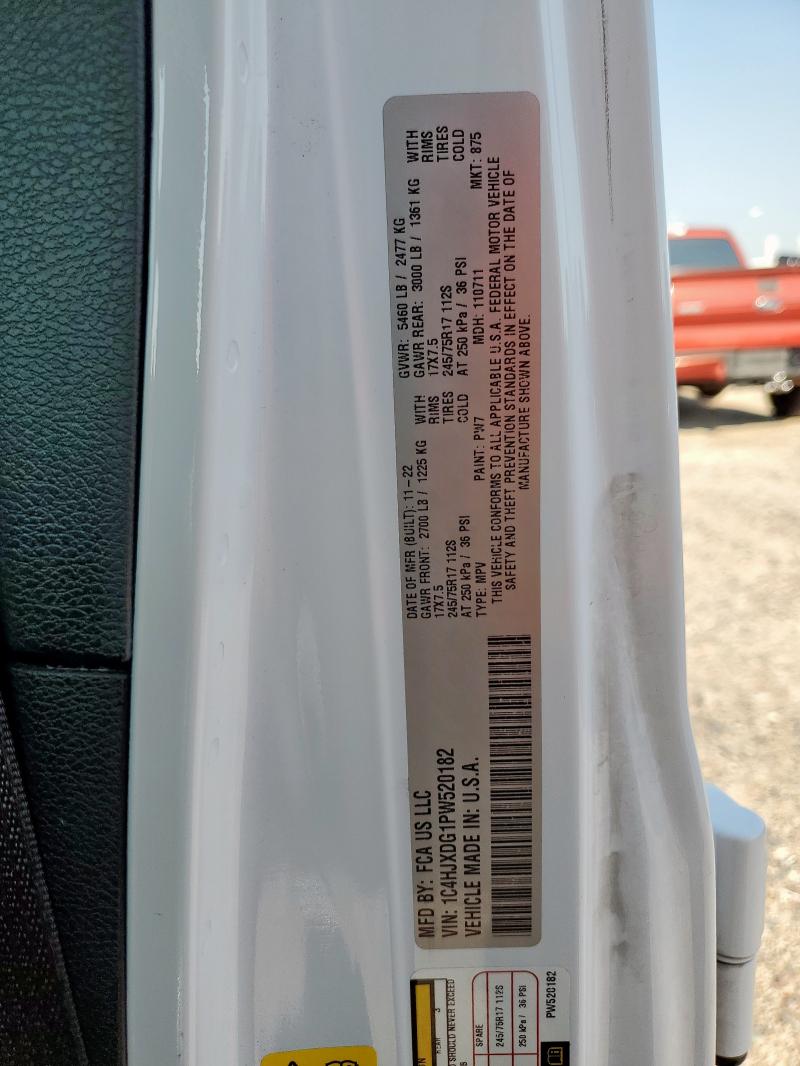 MFD BY: FCA US LLC
VIN: 1C4HJXDG1PW520182
VEHICLE MADE IN: U.S.A.
DATE OF MFR (BUILT): 11-22 GVWR: 5460 LB / 2477 KG
GAWR FRONT: 2700 LB / 1225 KG WITH GAWR REAR: 3000 LB / 1361 KG WITH
17X7.5 RIMS 17X7.5 RIMS
245/75R17 112S TIRES 245/75R17 112S TIRES
AT 250 kPa / 36 PSI COLD AT 250 kPa / 36 PSI COLD
TYPE: MPV PAINT: PW7 MDH: 110711 MKT: 875
THIS VEHICLE CONFORMS TO ALL APPLICABLE U.S.A. FEDERAL MOTOR VEHICLE
SAFETY AND THEFT PREVENTION STANDARDS IN EFFECT ON THE DATE OF
MANUFACTURE SHOWN ABOVE.
REAR 3
SHOULD NEVER EXCEED
SPARE
245/75R17 112S
250 kPa / 36 PSI
PW520182